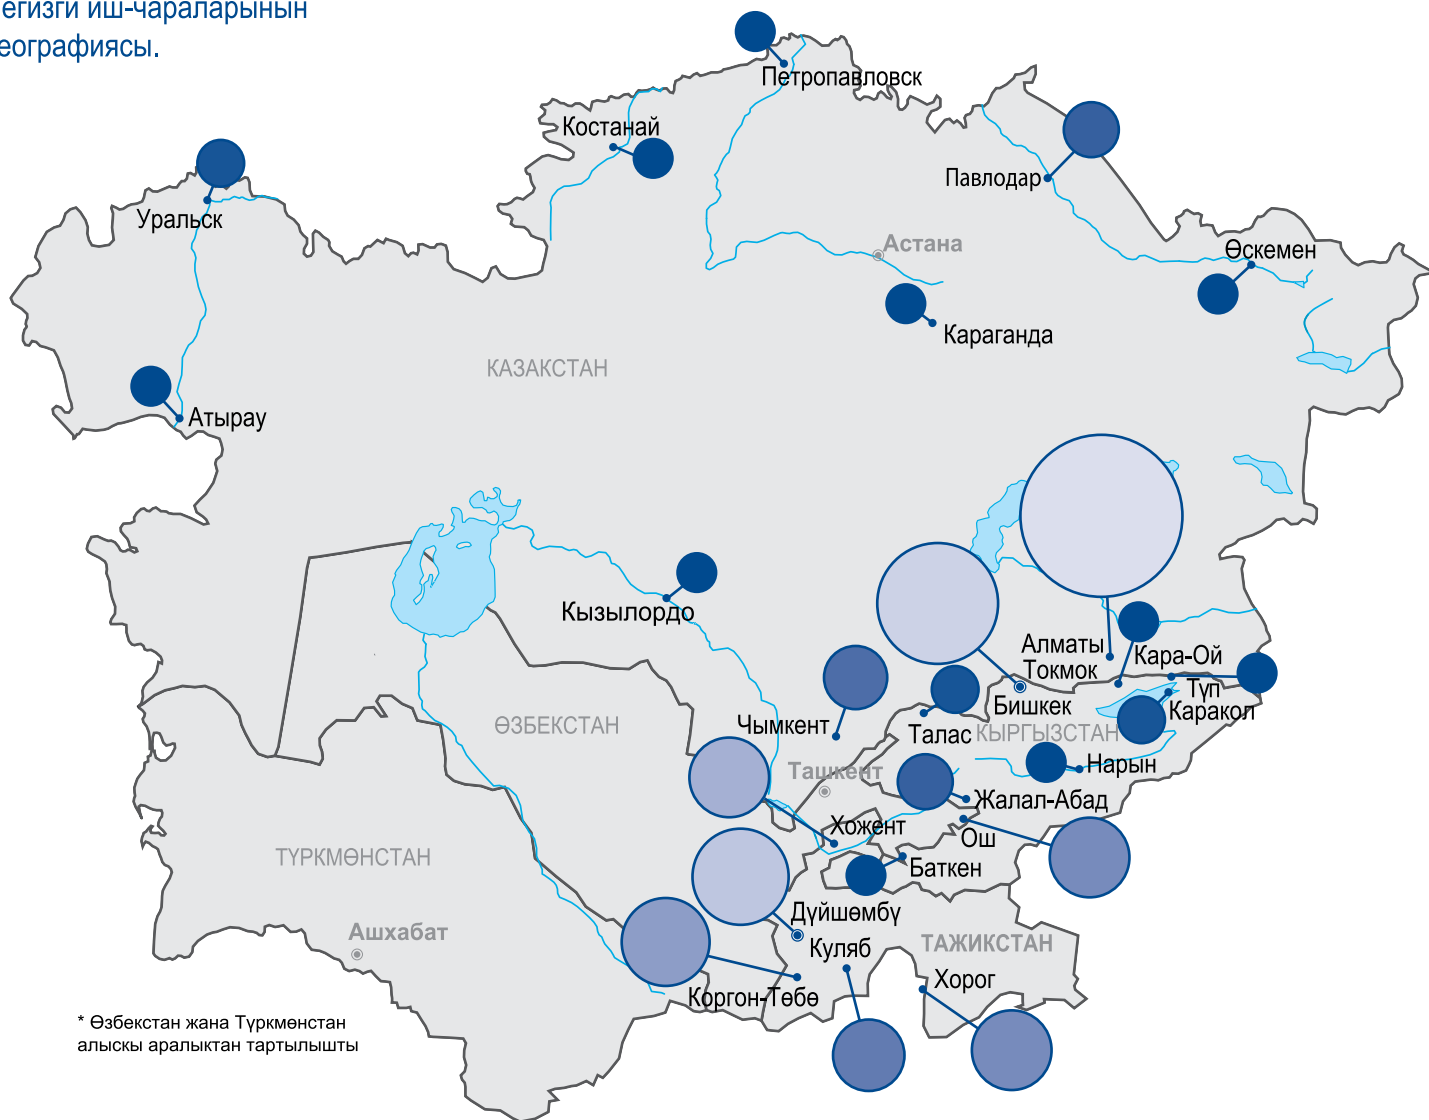 егизги иш-чараларынын
еографиясы.
Петропавловск
Костанай
Павлодар
Уральск
Астана
Өскемен
Караганда
КАЗАКСТАН
Атырау
Кызылордо
Алматы
Кара-Ой
Токмок
Түп
Бишкек
Каракол
Талас
КЫРГЫЗСТАН
ӨЗБЕКСТАН
Чымкент
Нарын
Ташкент
Жалал-Абад
Хожент
Ош
ТҮРКМӨНСТАН
Баткен
Дүйшөмбү
Ашхабат
ТАЖИКСТАН
Куляб
Хорог
Коргон-Төбө
* Өзбекстан жана Түркмөнстан
алыскы аралыктан тартылышты